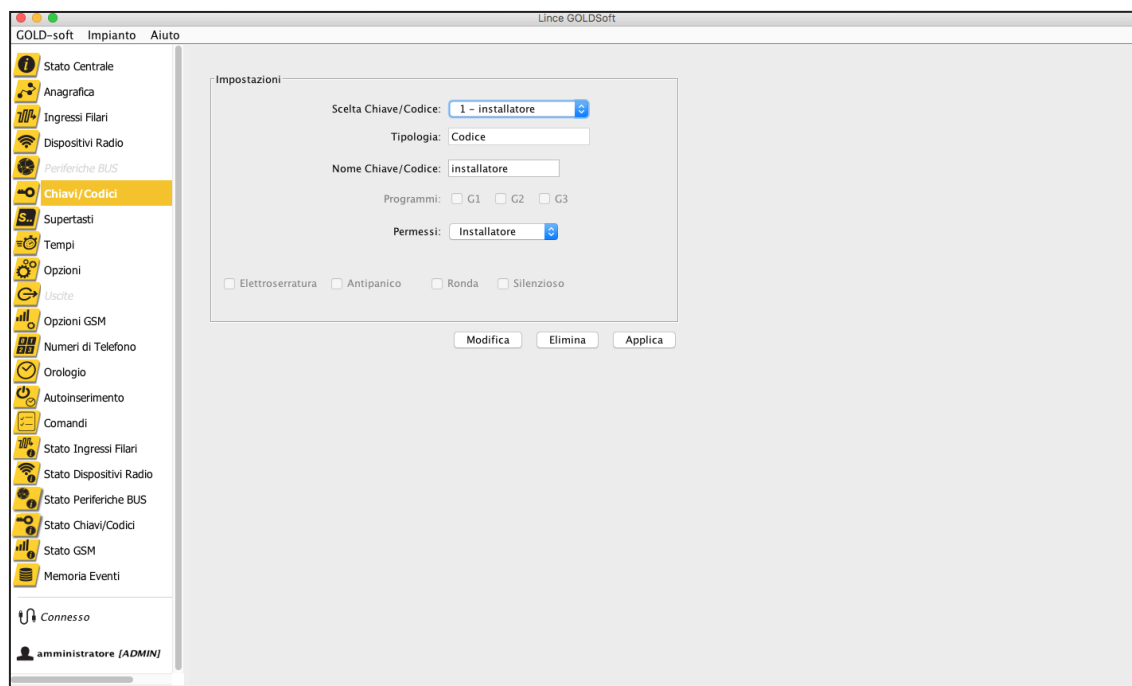 Lince GOLDSoft
GOLD-soft Impianto Aiuto
Stato Centrale
Anagrafica
Ingressi Filari
Dispositivi Radio
Periferiche BUS
Chiavi/Codici
Supertasti
Tempi
Opzioni
Uscite
Opzioni GSM
Numeri di Telefono
Orologio
Autoinserimento
Comandi
Stato Ingressi Filari
Stato Dispositivi Radio
Stato Periferiche BUS
Stato Chiavi/Codici
Stato GSM
Memoria Eventi
Connesso
amministratore [ADMIN]
Impostazioni
Scelta Chiave/Codice: 1 - installatore
Tipologia: Codice
Nome Chiave/Codice: installatore
Programmi: G1 G2 G3
Permessi: Installatore
Elettroserratura Antipanico Ronda Silenzioso
Modifica Elimina Applica